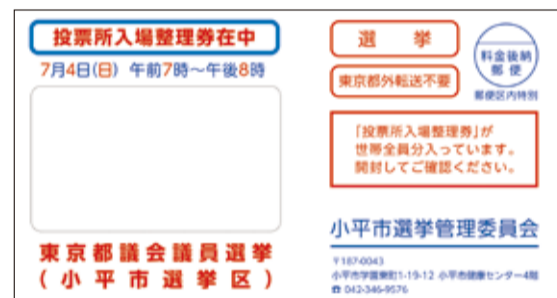 投票所入場整理券在中
7月4日(日) 午前7時～午後8時
東京都議会議員選挙
(小平市選挙区)
選 挙
東京都外転送不要
料金後納
郵 便
郵便区内特別
「投票所入場整理券」が
世帯全員分入っています。
開封してご確認ください。
小平市選挙管理委員会
〒187-0043
小平市学園東町1-19-12 小平市健康センター4階
☎ 042-346-9576